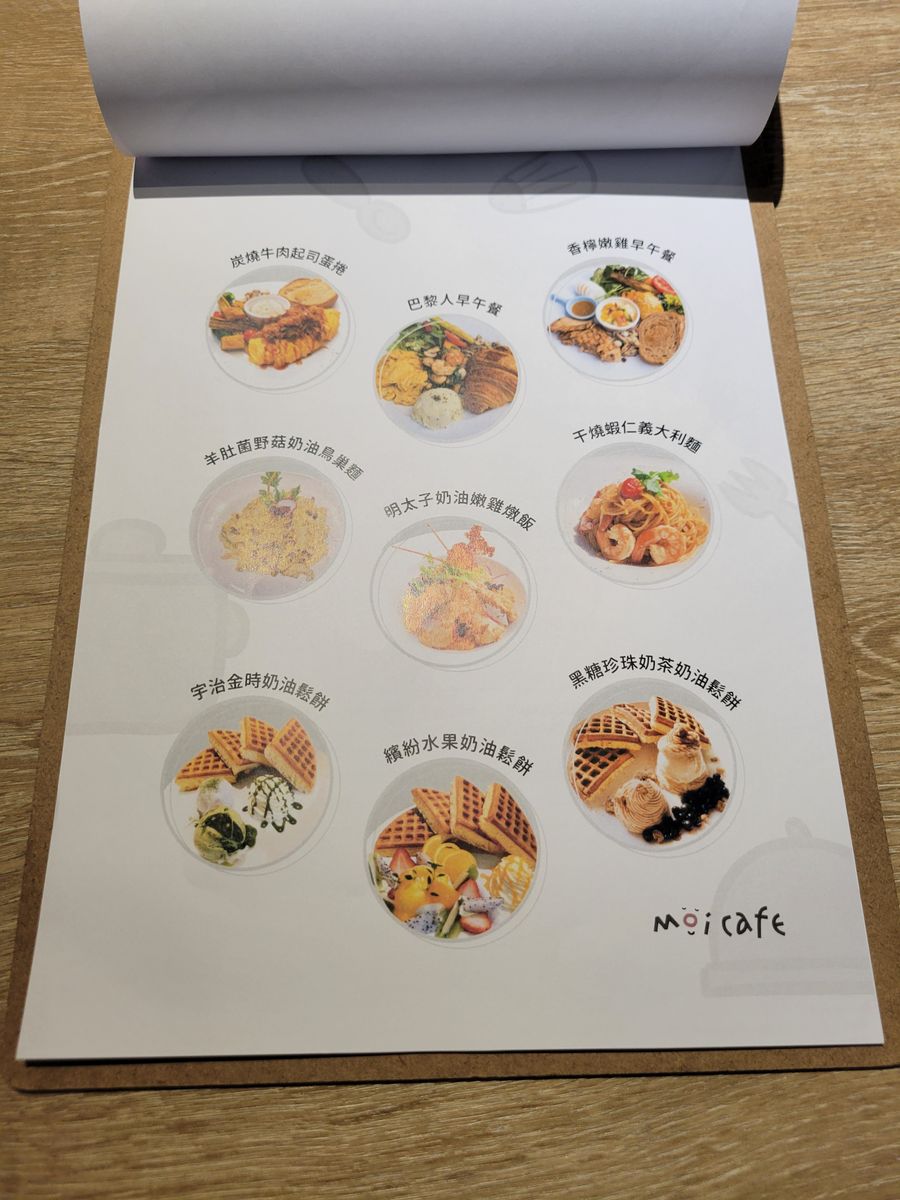 炭燒牛肉起司蛋捲
巴黎人早午餐
香檸嫩雞早午餐
羊肚菌野菇奶油鳥巢麵
明太子奶油嫩雞燉飯
干燒蝦仁義大利麵
宇治金時奶油鬆餅
繽紛水果奶油鬆餅
黑糖珍珠奶茶奶油鬆餅
Moi cafe